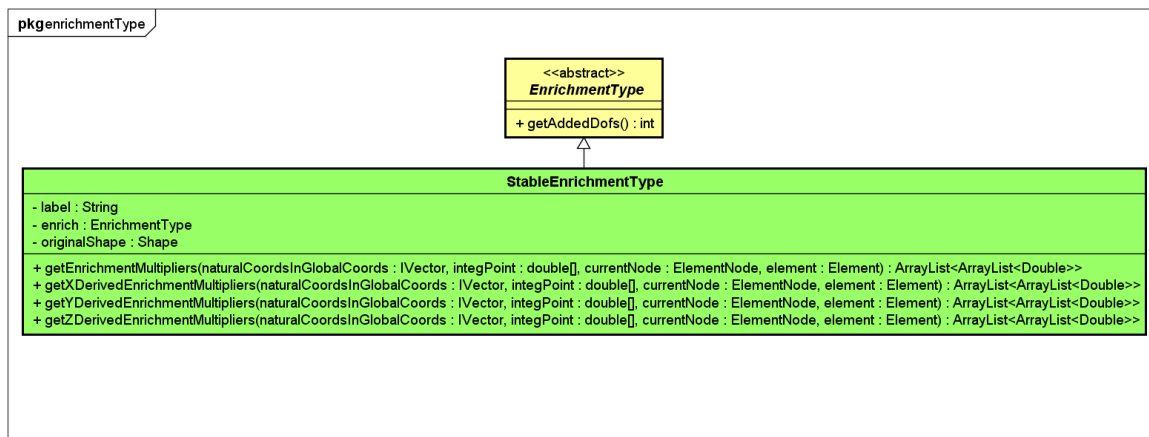 pkg enrichmentType
<<abstract>>
EnrichmentType
+ getAddedDofs() : int
StableEnrichmentType
- label : String
- enrich : EnrichmentType
- originalShape : Shape
+ getEnrichmentMultipliers(naturalCoordsInGlobalCoords : IVector, integPoint : double[], currentNode : ElementNode, element : Element) : ArrayList<ArrayList<Double>>
+ getXDerivedEnrichmentMultipliers(naturalCoordsInGlobalCoords : IVector, integPoint : double[], currentNode : ElementNode, element : Element) : ArrayList<ArrayList<Double>>
+ getYDerivedEnrichmentMultipliers(naturalCoordsInGlobalCoords : IVector, integPoint : double[], currentNode : ElementNode, element : Element) : ArrayList<ArrayList<Double>>
+ getZDerivedEnrichmentMultipliers(naturalCoordsInGlobalCoords : IVector, integPoint : double[], currentNode : ElementNode, element : Element) : ArrayList<ArrayList<Double>>